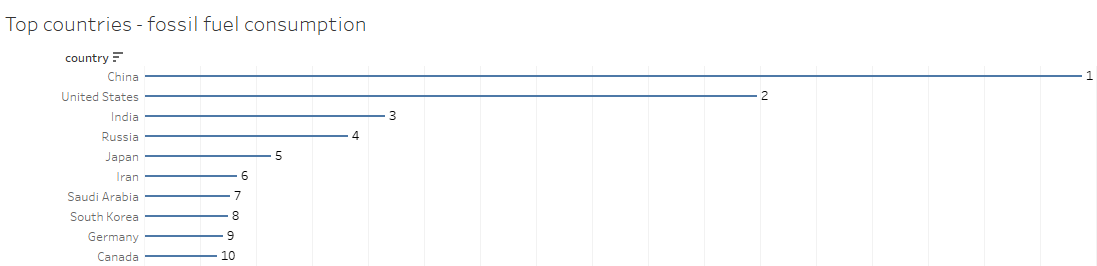 Top countries - fossil fuel consumption
country
China 1
United States 2
India 3
Russia 4
Japan 5
Iran 6
Saudi Arabia 7
South Korea 8
Germany 9
Canada 10